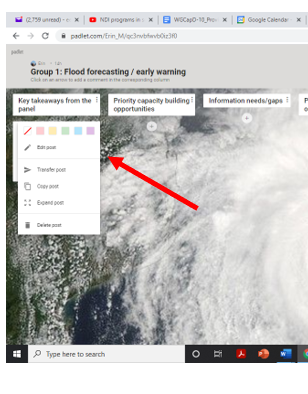 (2,759 unread) -
NDI programs in
WSCapD-10_Pro
Google Calendar
padlet.com/Erin_M/qc3nvbfwvb0iz3f0
padlet
Erin
Group 1: Flood forecasting / early warning
Click on an arrow to add a comment in the corresponding column.
Key takeaways from the panel
Priority capacity building opportunities
Information needs/gaps
Edit post
Transfer post
Copy post
Expand post
Delete post
Type here to search